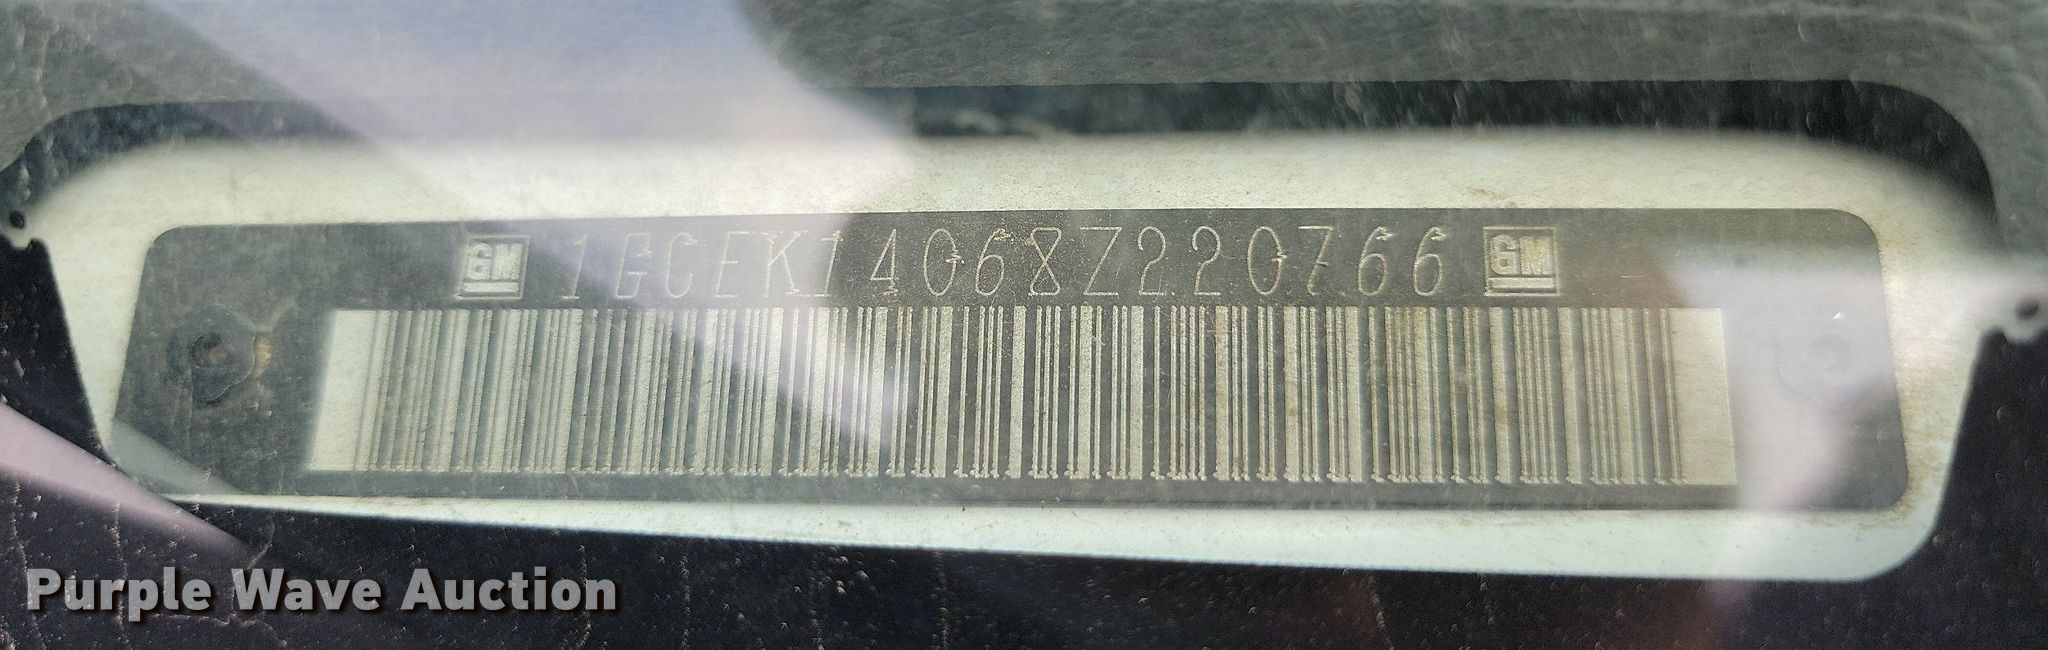 GM 1GCEK14068Z220766 GM
Purple Wave Auction